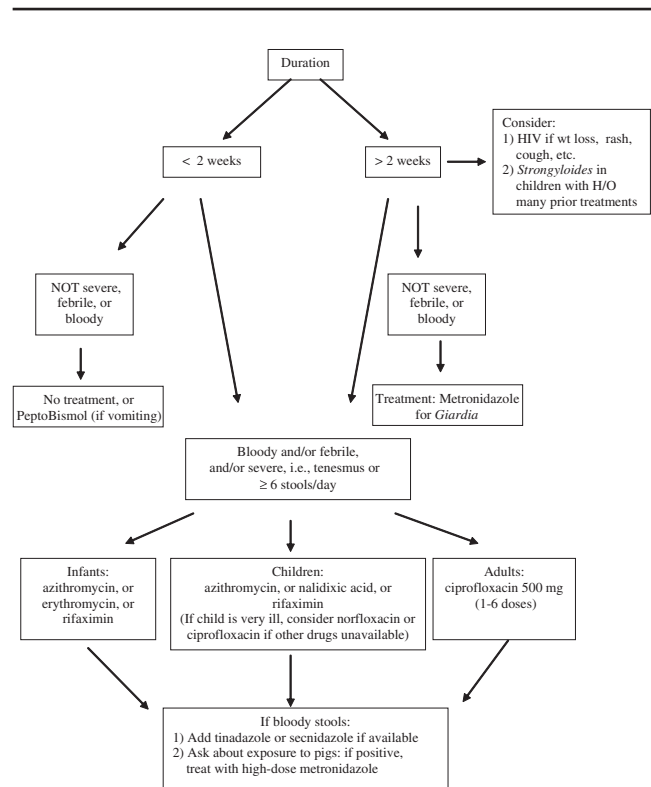 Duration
< 2 weeks
> 2 weeks
Consider:
1) HIV if wt loss, rash,
cough, etc.
2) Strongyloides in
children with H/O
many prior treatments
NOT severe,
febrile, or
bloody
NOT severe,
febrile, or
bloody
No treatment, or
PeptoBismol (if vomiting)
Treatment: Metronidazole
for Giardia
Bloody and/or febrile,
and/or severe, i.e., tenesmus or
≥ 6 stools/day
Infants:
azithromycin, or
erythromycin, or
rifaximin
Children:
azithromycin, or nalidixic acid, or
rifaximin
(If child is very ill, consider norfloxacin or
ciprofloxacin if other drugs unavailable)
Adults:
ciprofloxacin 500 mg
(1-6 doses)
If bloody stools:
1) Add tinadazole or secnidazole if available
2) Ask about exposure to pigs: if positive,
treat with high-dose metronidazole